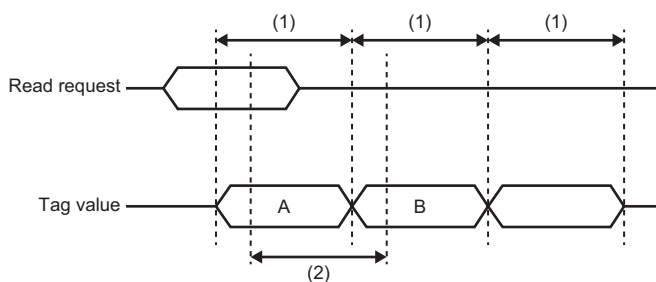 (1) (1) (1)
Read request
Tag value A B
(2)